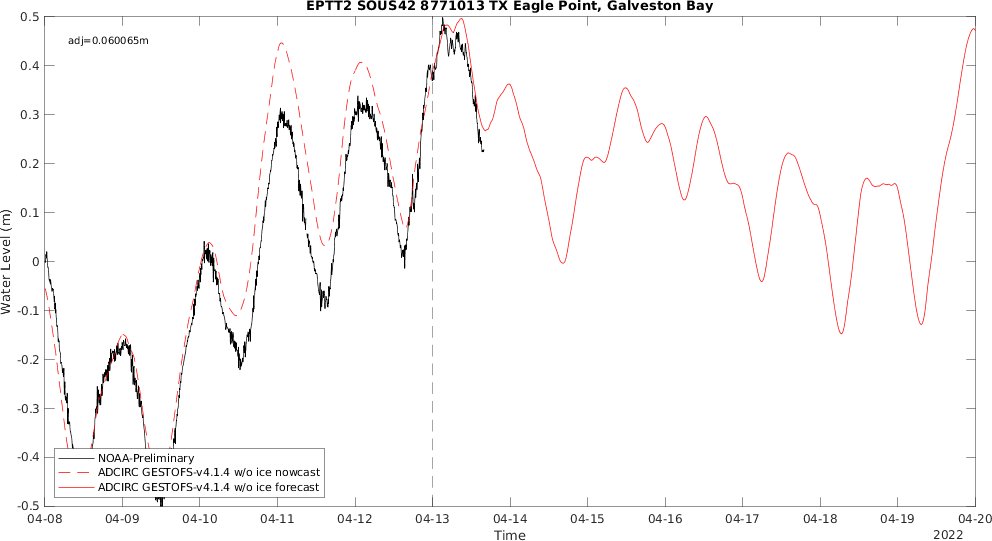 EPTT2 SOUS42 8771013 TX Eagle Point, Galveston Bay
adj=0.060065m
0.5
0.4
0.3
0.2
0.1
0
-0.1
-0.2
-0.3
-0.4
-0.5
Water Level (m)
NOAA-Preliminary
ADCIRC GESTOFS-v4.1.4 w/o ice nowcast
ADCIRC GESTOFS-v4.1.4 w/o ice forecast
04-08 04-09 04-10 04-11 04-12 04-13 04-14 04-15 04-16 04-17 04-18 04-19 04-20
Time
2022